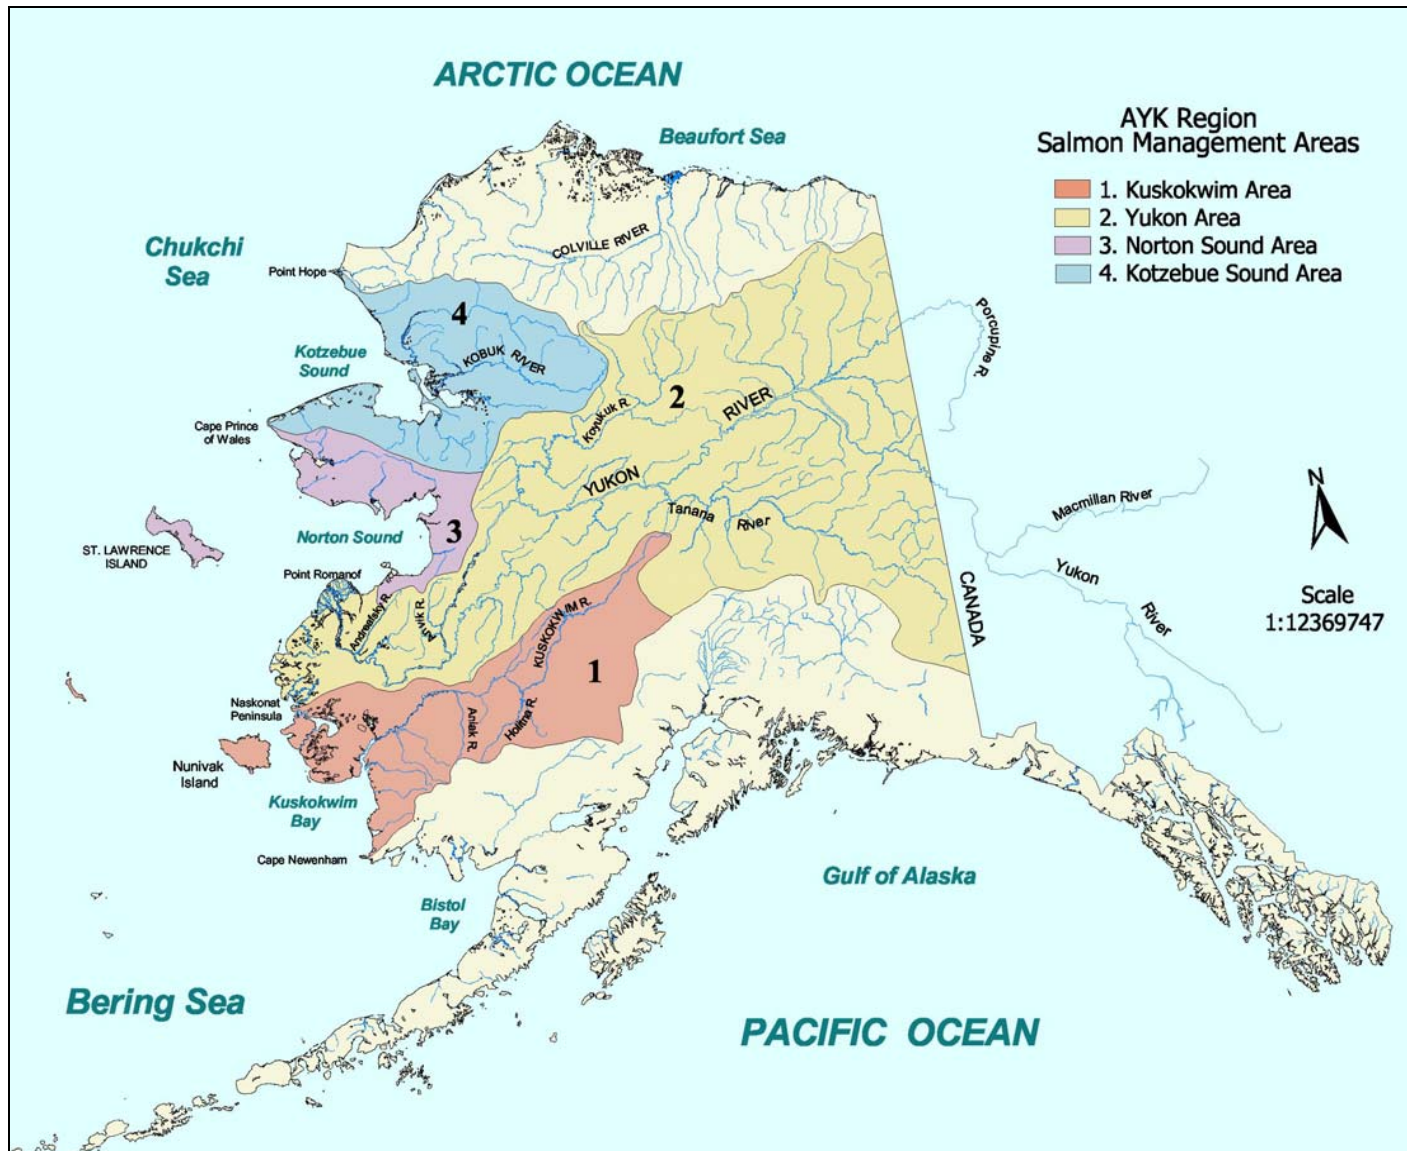 ARCTIC OCEAN
Beaufort Sea
AYK Region
Salmon Management Areas
1. Kuskokwim Area
2. Yukon Area
3. Norton Sound Area
4. Kotzebue Sound Area
Chukchi
Sea
COLVILLE RIVER
Point Hope
4
Porcupine R.
Kotzebue
Sound
KOBUK RIVER
2
RIVER
Koyukuk R.
Cape Prince
of Wales
YUKON
N
Macmillan River
Tanana River
3
Norton Sound
ST. LAWRENCE
ISLAND
Point Romanof
Yukon
River
CANADA
Scale
1:12369747
Andreafsky R.
Anvik R.
KUSKOKWIM R.
1
Naskonat
Peninsula
Aniak R.
Holitna R.
Nunivak
Island
Kuskokwim
Bay
Cape Newenham
Gulf of Alaska
Bistol
Bay
Bering Sea
PACIFIC OCEAN